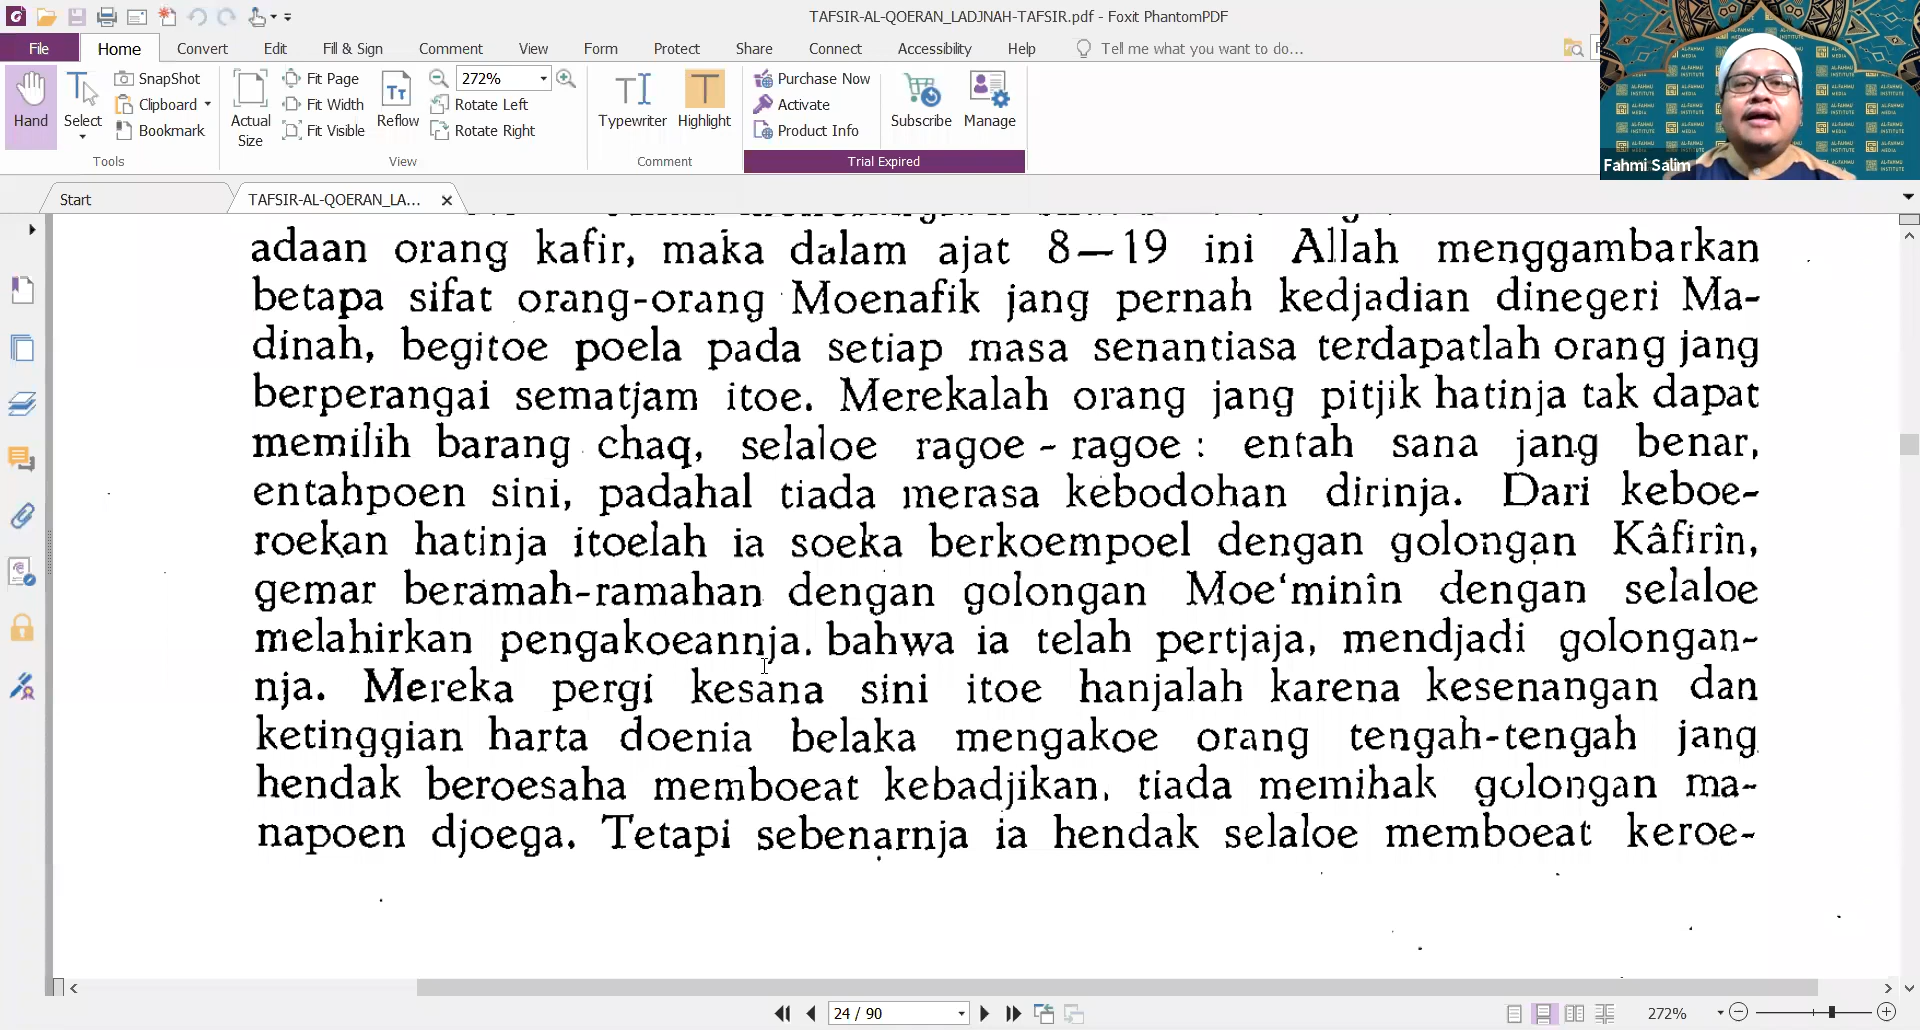 TAFSIR-AL-QOERAN_LADJNAH-TAFSIR.pdf - Foxit PhantomPDF
File Home Convert Edit Fill & Sign Comment View Form Protect Share Connect Accessibility Help Tell me what you want to do...
Hand
Select
SnapShot
Clipboard
Bookmark
Tools
Actual Size
Fit Page
Fit Width
Fit Visible
Reflow
272%
Rotate Left
Rotate Right
View
Typewriter
Highlight
Comment
Purchase Now
Activate
Product Info
Trial Expired
Subscribe
Manage
Fahmi Salim
Start
TAFSIR-AL-QOERAN_LA...
adaan orang kafir, maka dalam ajat 8—19 ini Allah menggambarkan
betapa sifat orang-orang Moenafik jang pernah kedjadian dinegeri Ma-
dinah, begitoe poela pada setiap masa senantiasa terdapatlah orang jang
berperangai sematjam itoe. Merekalah orang jang pitjik hatinja tak dapat
memilih barang chaq, selaloe ragoe - ragoe : entah sana jang benar,
entahpoen sini, padahal tiada merasa kebodohan dirinja. Dari keboe-
roekan hatinja itoelah ia soeka berkoempoel dengan golongan Kâfirîn,
gemar beramah-ramahan dengan golongan Moe‘minîn dengan selaloe
melahirkan pengakoeannja. bahwa ia telah pertjaja, mendjadi golongan-
nja. Mereka pergi kesana sini itoe hanjalah karena kesenangan dan
ketinggian harta doenia belaka mengakoe orang tengah-tengah jang
hendak beroesaha memboeat kebadjikan, tiada memihak golongan ma-
napoen djoega. Tetapi sebenarnja ia hendak selaloe memboeat keroe-
24 / 90
272%